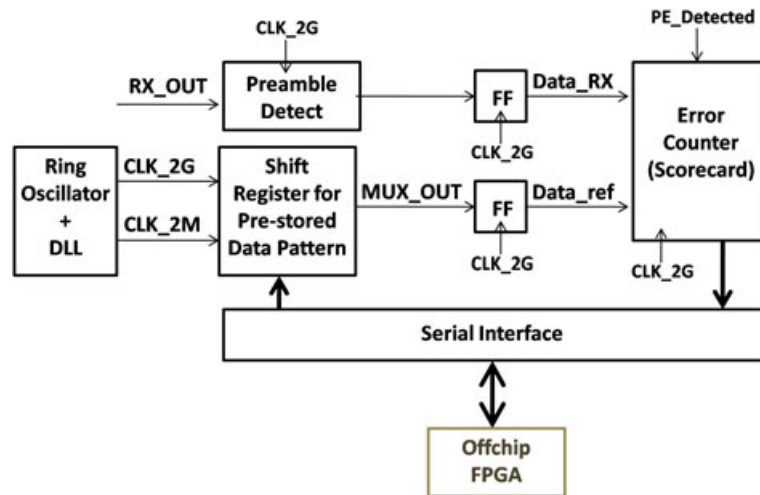 CLK_2G
PE_Detected
RX_OUT
Preamble
Detect
FF
Data_RX
CLK_2G
Error
Counter
(Scorecard)
Ring
Oscillator
+
DLL
CLK_2G
CLK_2M
Shift
Register for
Pre-stored
Data Pattern
MUX_OUT
FF
Data_ref
CLK_2G
CLK_2G
Serial Interface
Offchip
FPGA